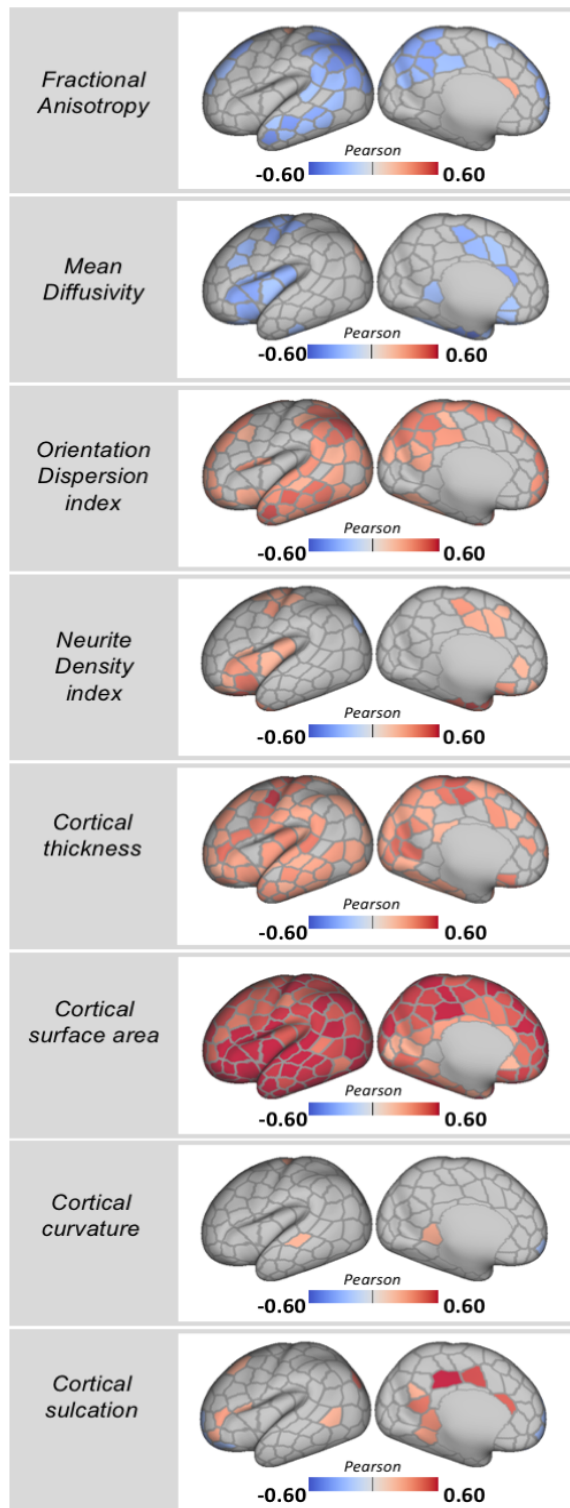 Fractional
Anisotropy
Pearson
-0.60 0.60
Mean
Diffusivity
Pearson
-0.60 0.60
Orientation
Dispersion
index
Pearson
-0.60 0.60
Neurite
Density
index
Pearson
-0.60 0.60
Cortical
thickness
Pearson
-0.60 0.60
Cortical
surface area
Pearson
-0.60 0.60
Cortical
curvature
Pearson
-0.60 0.60
Cortical
sulcation
Pearson
-0.60 0.60